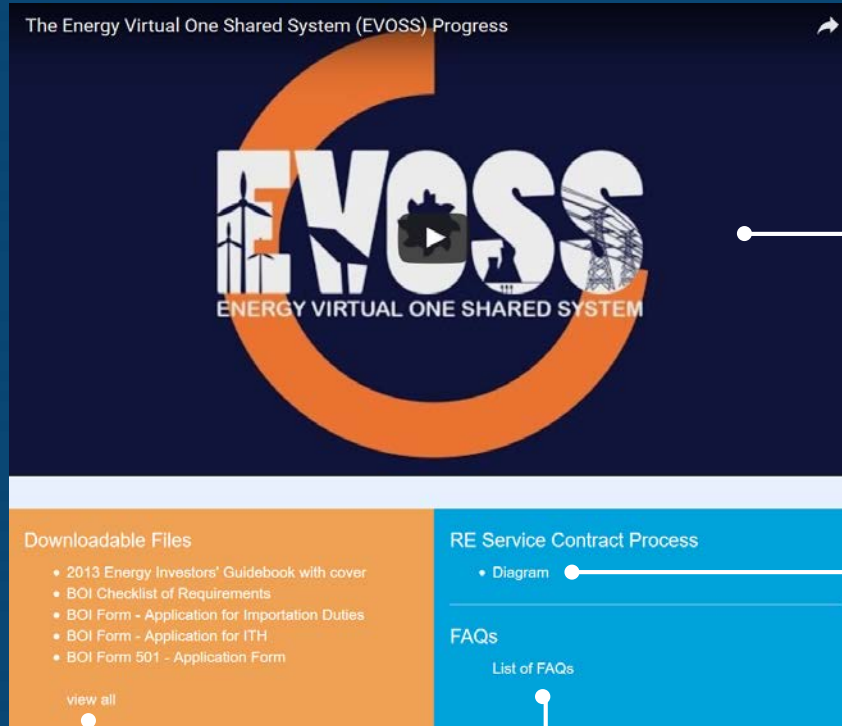 The Energy Virtual One Shared System (EVOSS) Progress
EVOSS
ENERGY VIRTUAL ONE SHARED SYSTEM
Downloadable Files
• 2013 Energy Investors' Guidebook with cover
• BOI Checklist of Requirements
• BOI Form - Application for Importation Duties
• BOI Form - Application for ITH
• BOI Form 501 - Application Form
view all
RE Service Contract Process
• Diagram
FAQs
List of FAQs